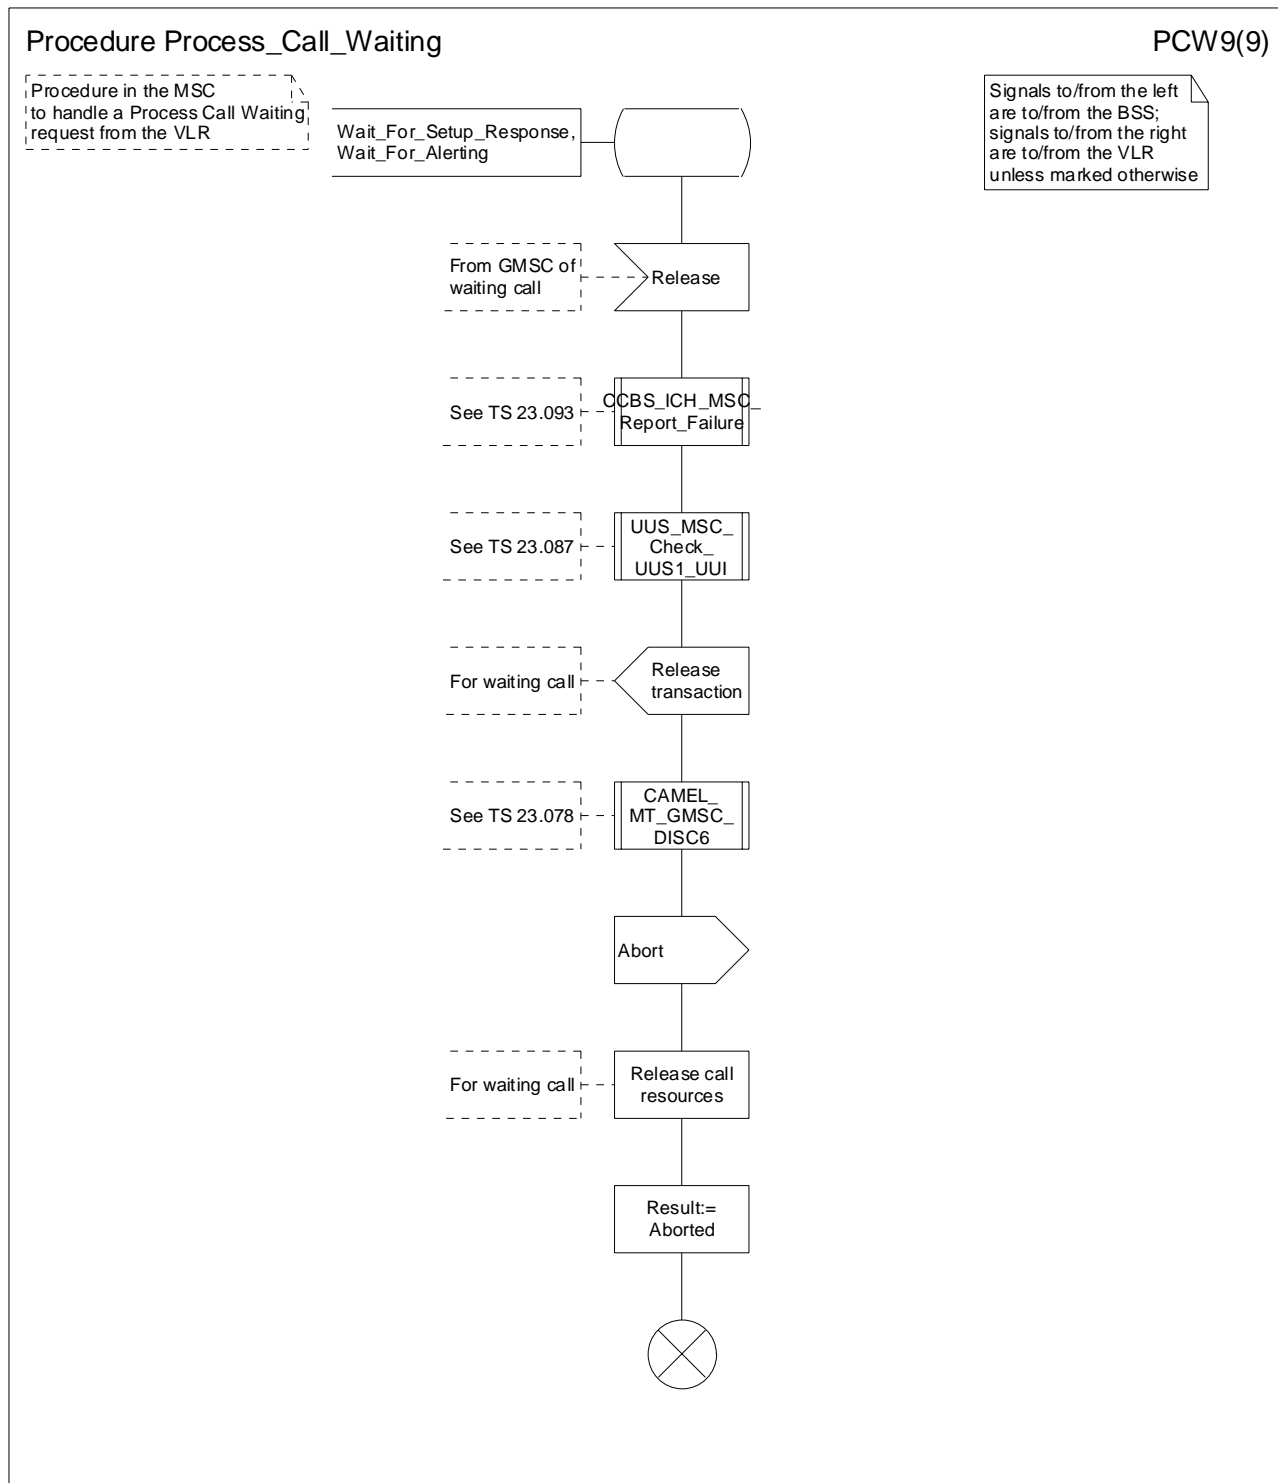 Procedure Process_Call_Waiting
PCW9(9)
Procedure in the MSC
to handle a Process Call Waiting
request from the VLR
Signals to/from the left
are to/from the BSS;
signals to/from the right
are to/from the VLR
unless marked otherwise
Wait_For_Setup_Response,
Wait_For_Alerting
From GMSC of
waiting call
Release
See TS 23.093
CCBS_ICH_MSC_
Report_Failure
See TS 23.087
UUS_MSC_
Check_
UUS1_UUI
For waiting call
Release
transaction
See TS 23.078
CAMEL_
MT_GMSC_
DISC6
Abort
For waiting call
Release call
resources
Result:=
Aborted